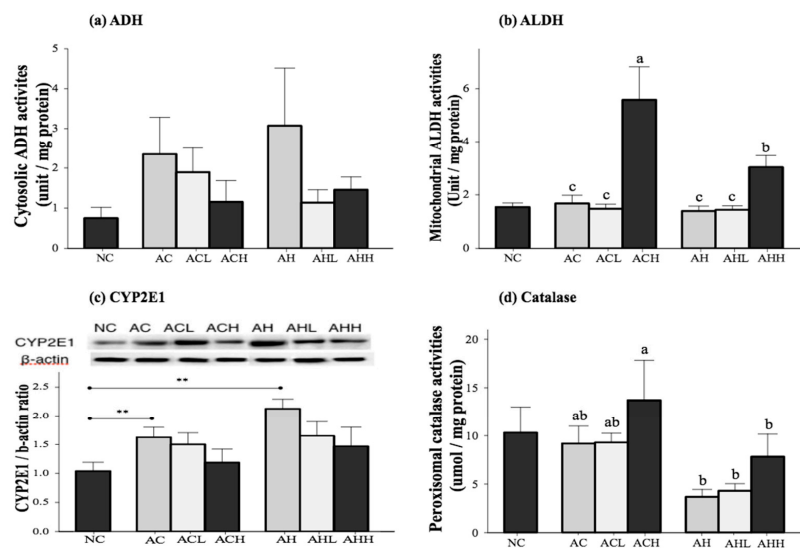 (a) ADH
Cytosolic ADH activites
(unit / mg protein)
5
4
3
2
1
0
NC AC ACL ACH AH AHL AHH
(b) ALDH
Mitochondrial ALDH activities
(Unit / mg protein)
6
4
2
0
c c a c c b
NC AC ACL ACH AH AHL AHH
(c) CYP2E1
NC AC ACL ACH AH AHL AHH
CYP2E1
β-actin
CYP2E1 / b-actin ratio
2.5
2.0
1.5
1.0
0.5
0.0
**
**
NC AC ACL ACH AH AHL AHH
(d) Catalase
Peroxisomal catalase activities
(umol / mg protein)
20
15
10
5
0
ab ab a b b b
NC AC ACL ACH AH AHL AHH